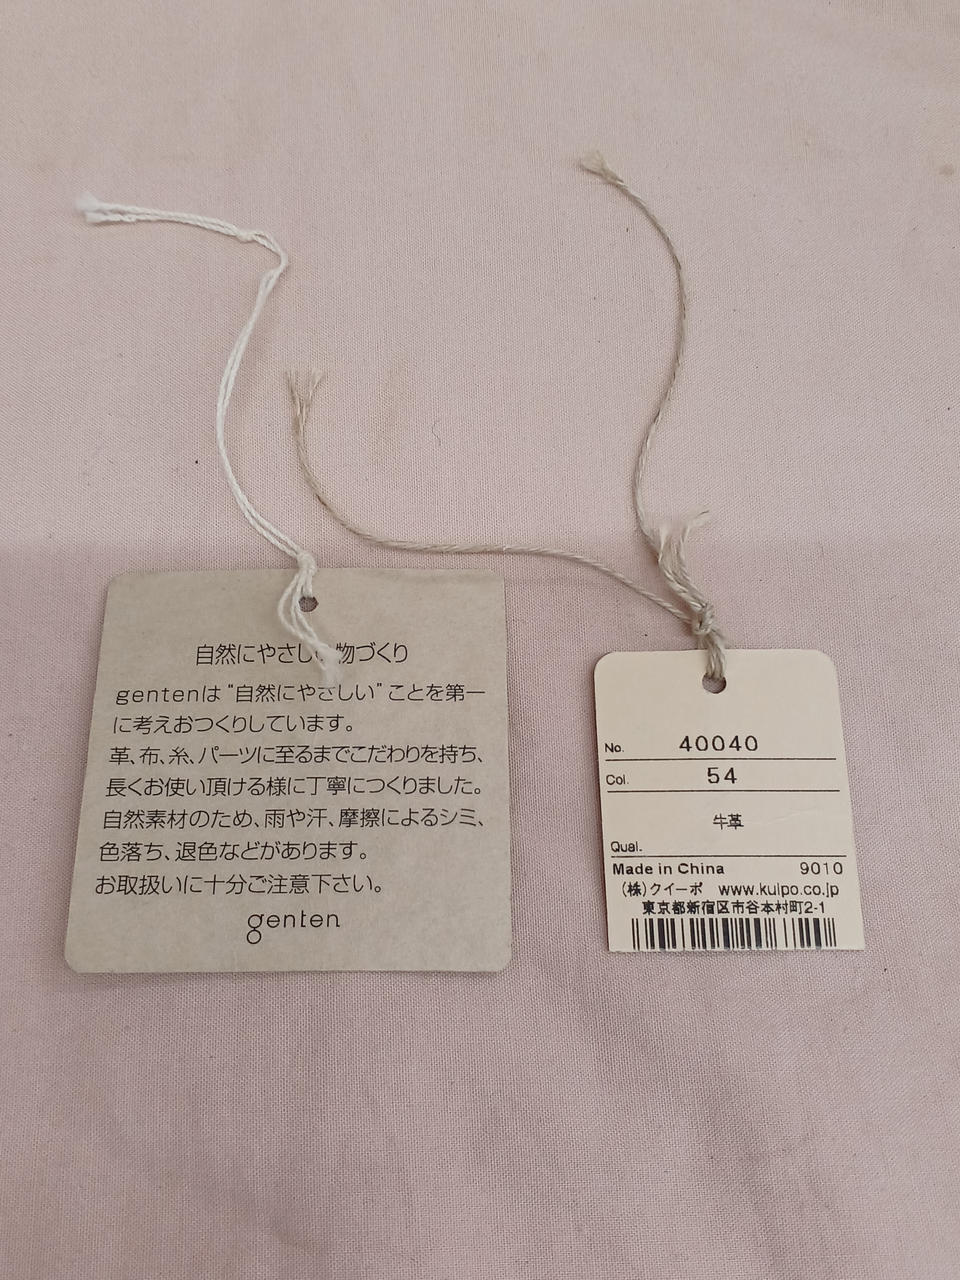 自然にやさしい物づくり
gentenは“自然にやさしい”ことを第一
に考えおつくりしています。
革、布、糸、パーツに至るまでこだわりを持ち、
長くお使い頂ける様に丁寧につくりました。
自然素材のため、雨や汗、摩擦によるシミ、
色落ち、退色などがあります。
お取扱いに十分ご注意下さい。
genten
No. 40040
Col. 54
牛革
Qual.
Made in China 9010
(株)クイーポ www.kuipo.co.jp
東京都新宿区市谷本村町2-1